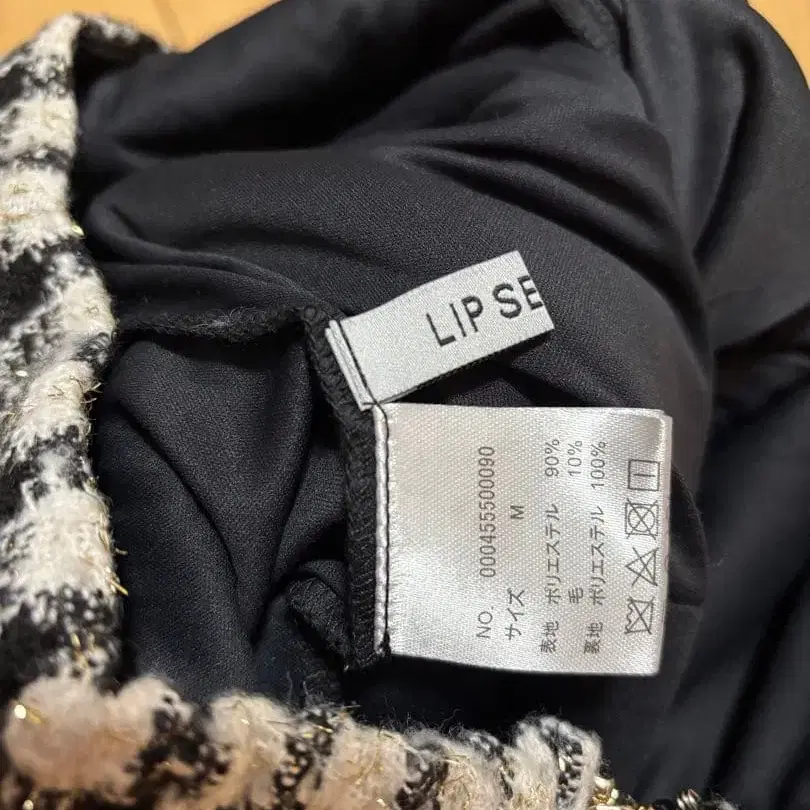 LIP SE
NO. 000455500090
サイズ M
表地 ポリエステル 90%
毛 10%
裏地 ポリエステル 100%